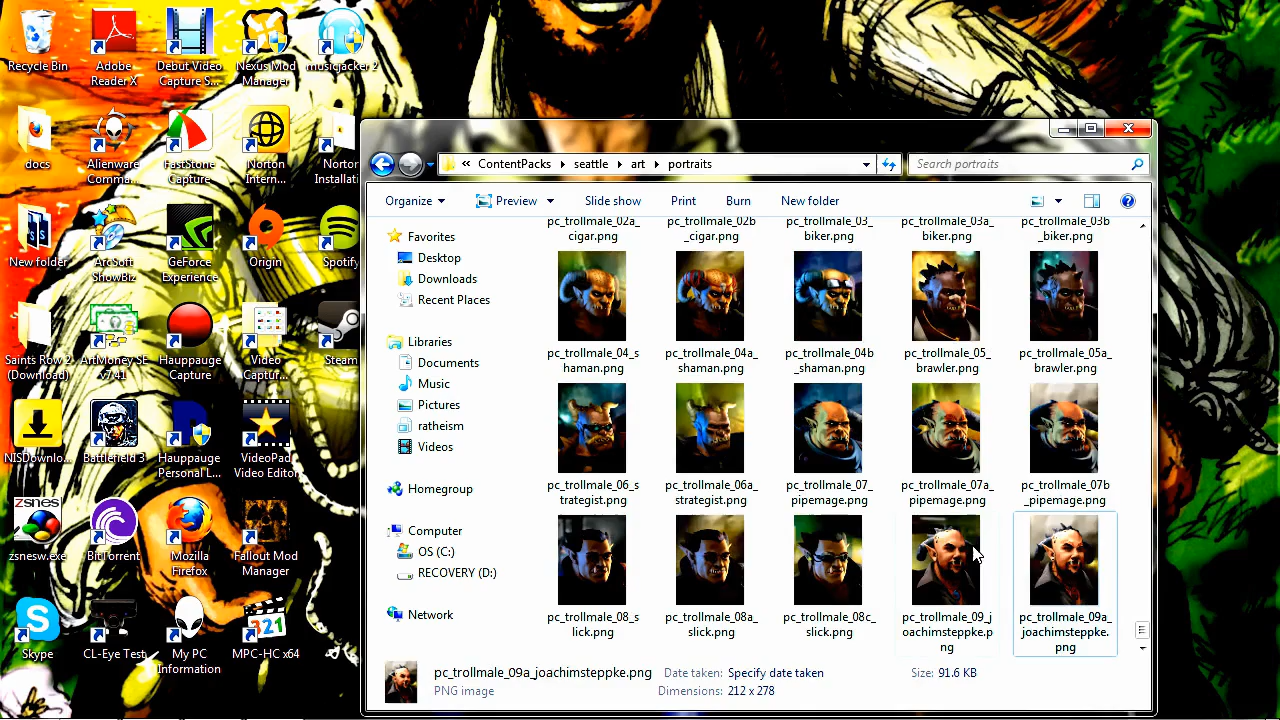 Recycle Bin
Adobe
Reader X
Debut Video
Capture S...
Nexus Mod
Manager
musicjacker 2
docs
Alienware
Comma...
FastStone
Capture
Norton
Intern...
Nortor
Installati
New folder
ArcSoft
ShowBiz
GeForce
Experience
Origin
Spotify
Saints Row 2
(Download)
ArtMoney SE
v7.41
Hauppauge
Capture
Video
Captur...
Steam
NISDownlo...
Battlefield 3
Hauppauge
Personal L...
VideoPad
Video Editor
zsnes
zsnesw.exe
BitTorrent
Mozilla
Firefox
Fallout Mod
Manager
Skype
CL-Eye Test
My PC
Information
321
MPC-HC x64
« ContentPacks seattle art portraits
Search portraits
Organize Preview Slide show Print Burn New folder
Favorites
Desktop
Downloads
Recent Places
Libraries
Documents
Music
Pictures
ratheism
Videos
Homegroup
Computer
OS (C:)
RECOVERY (D:)
Network
pc_trollmale_02a_
cigar.png
pc_trollmale_02b
_cigar.png
pc_trollmale_03_
biker.png
pc_trollmale_03a_
biker.png
pc_trollmale_03b
_biker.png
pc_trollmale_04_s
haman.png
pc_trollmale_04a_
shaman.png
pc_trollmale_04b
_shaman.png
pc_trollmale_05_
brawler.png
pc_trollmale_05a_
brawler.png
pc_trollmale_06_s
trategist.png
pc_trollmale_06a_
strategist.png
pc_trollmale_07_
pipemage.png
pc_trollmale_07a_
pipemage.png
pc_trollmale_07b
_pipemage.png
pc_trollmale_08_s
lick.png
pc_trollmale_08a_
slick.png
pc_trollmale_08c_
slick.png
pc_trollmale_09_j
oachimsteppke.p
ng
pc_trollmale_09a_
joachimsteppke.
png
pc_trollmale_09a_joachimsteppke.png
PNG image
Date taken: Specify date taken
Dimensions: 212 x 278
Size: 91.6 KB